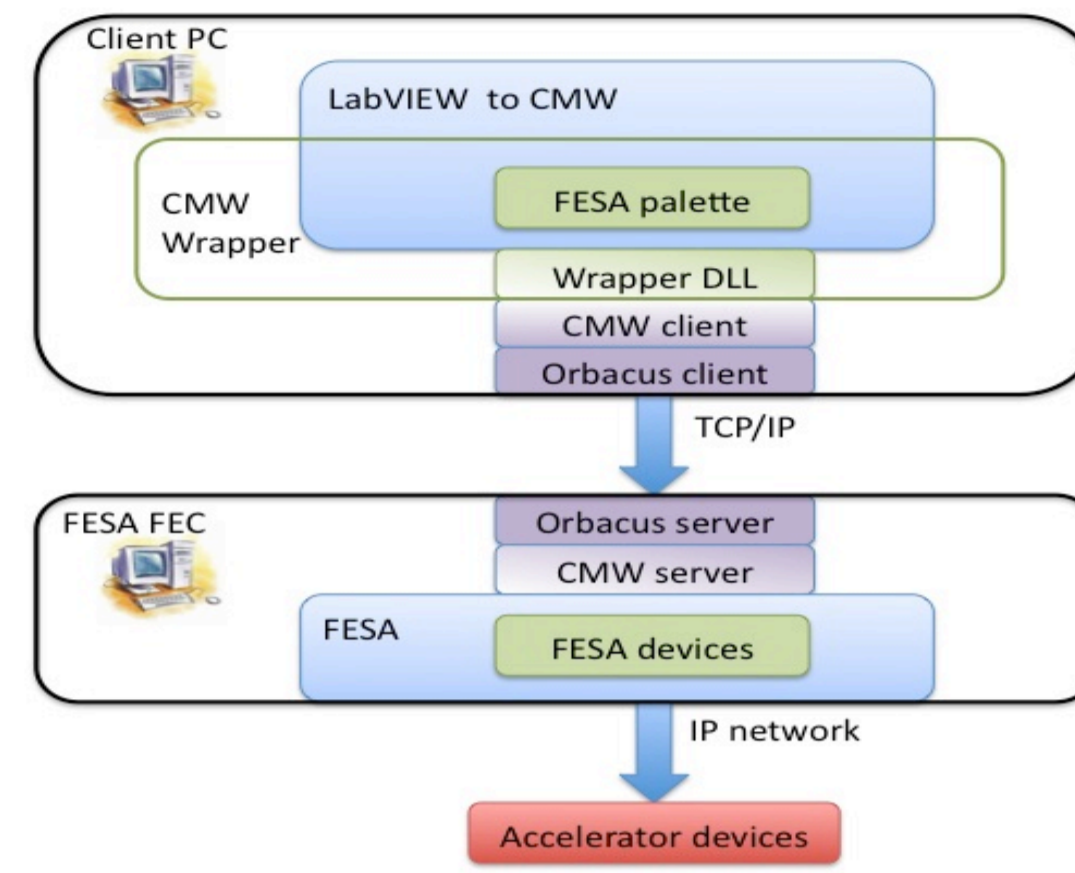 Client PC
LabVIEW to CMW
CMW
Wrapper
FESA palette
Wrapper DLL
CMW client
Orbacus client
TCP/IP
FESA FEC
Orbacus server
CMW server
FESA
FESA devices
IP network
Accelerator devices